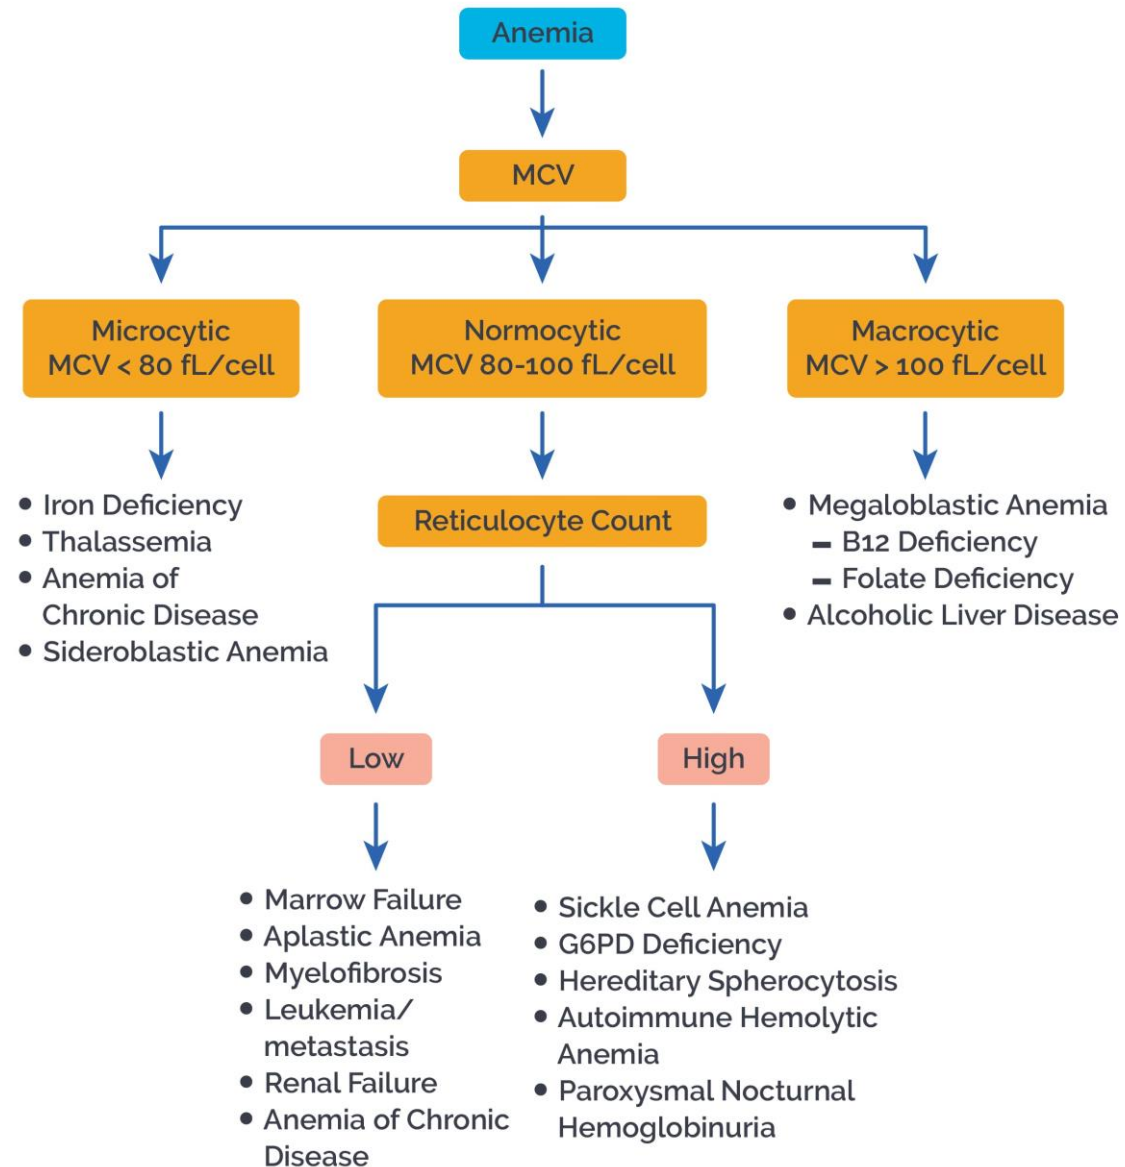 Anemia
MCV
Microcytic
MCV < 80 fL/cell
Normocytic
MCV 80-100 fL/cell
Macrocytic
MCV > 100 fL/cell
• Iron Deficiency
• Thalassemia
• Anemia of
Chronic Disease
• Sideroblastic Anemia
Reticulocyte Count
• Megaloblastic Anemia
– B12 Deficiency
– Folate Deficiency
• Alcoholic Liver Disease
Low
High
• Marrow Failure
• Aplastic Anemia
• Myelofibrosis
• Leukemia/
metastasis
• Renal Failure
• Anemia of Chronic
Disease
• Sickle Cell Anemia
• G6PD Deficiency
• Hereditary Spherocytosis
• Autoimmune Hemolytic
Anemia
• Paroxysmal Nocturnal
Hemoglobinuria